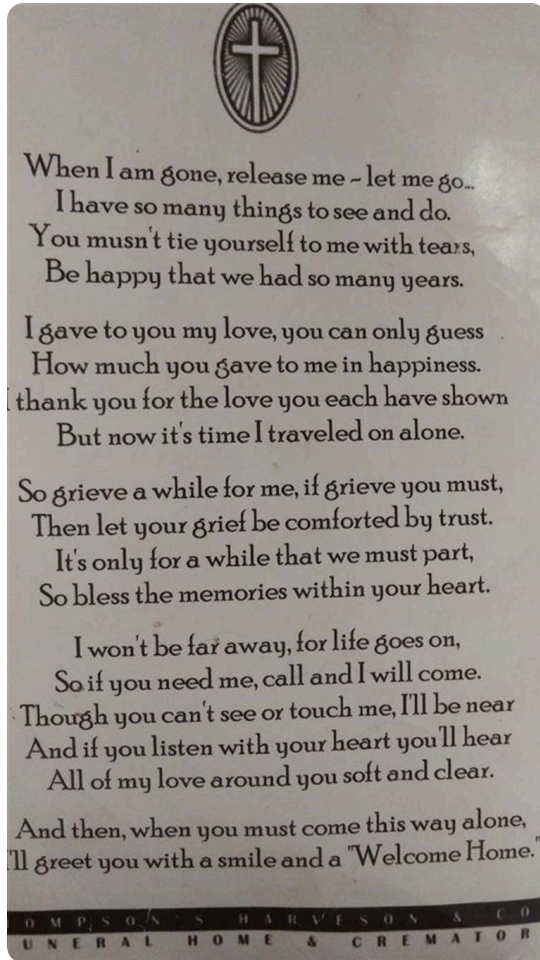 When I am gone, release me ~ let me go...
I have so many things to see and do.
You musn't tie yourself to me with tears,
Be happy that we had so many years.
I gave to you my love, you can only guess
How much you gave to me in happiness.
I thank you for the love you each have shown
But now it's time I traveled on alone.
So grieve a while for me, if grieve you must,
Then let your grief be comforted by trust.
It's only for a while that we must part,
So bless the memories within your heart.
I won't be far away, for life goes on,
So if you need me, call and I will come.
Though you can't see or touch me, I'll be near
And if you listen with your heart you'll hear
All of my love around you soft and clear.
And then, when you must come this way alone,
I'll greet you with a smile and a "Welcome Home."
OMPSON'S HARVESON & CO
UNERAL HOME & CREMATOR